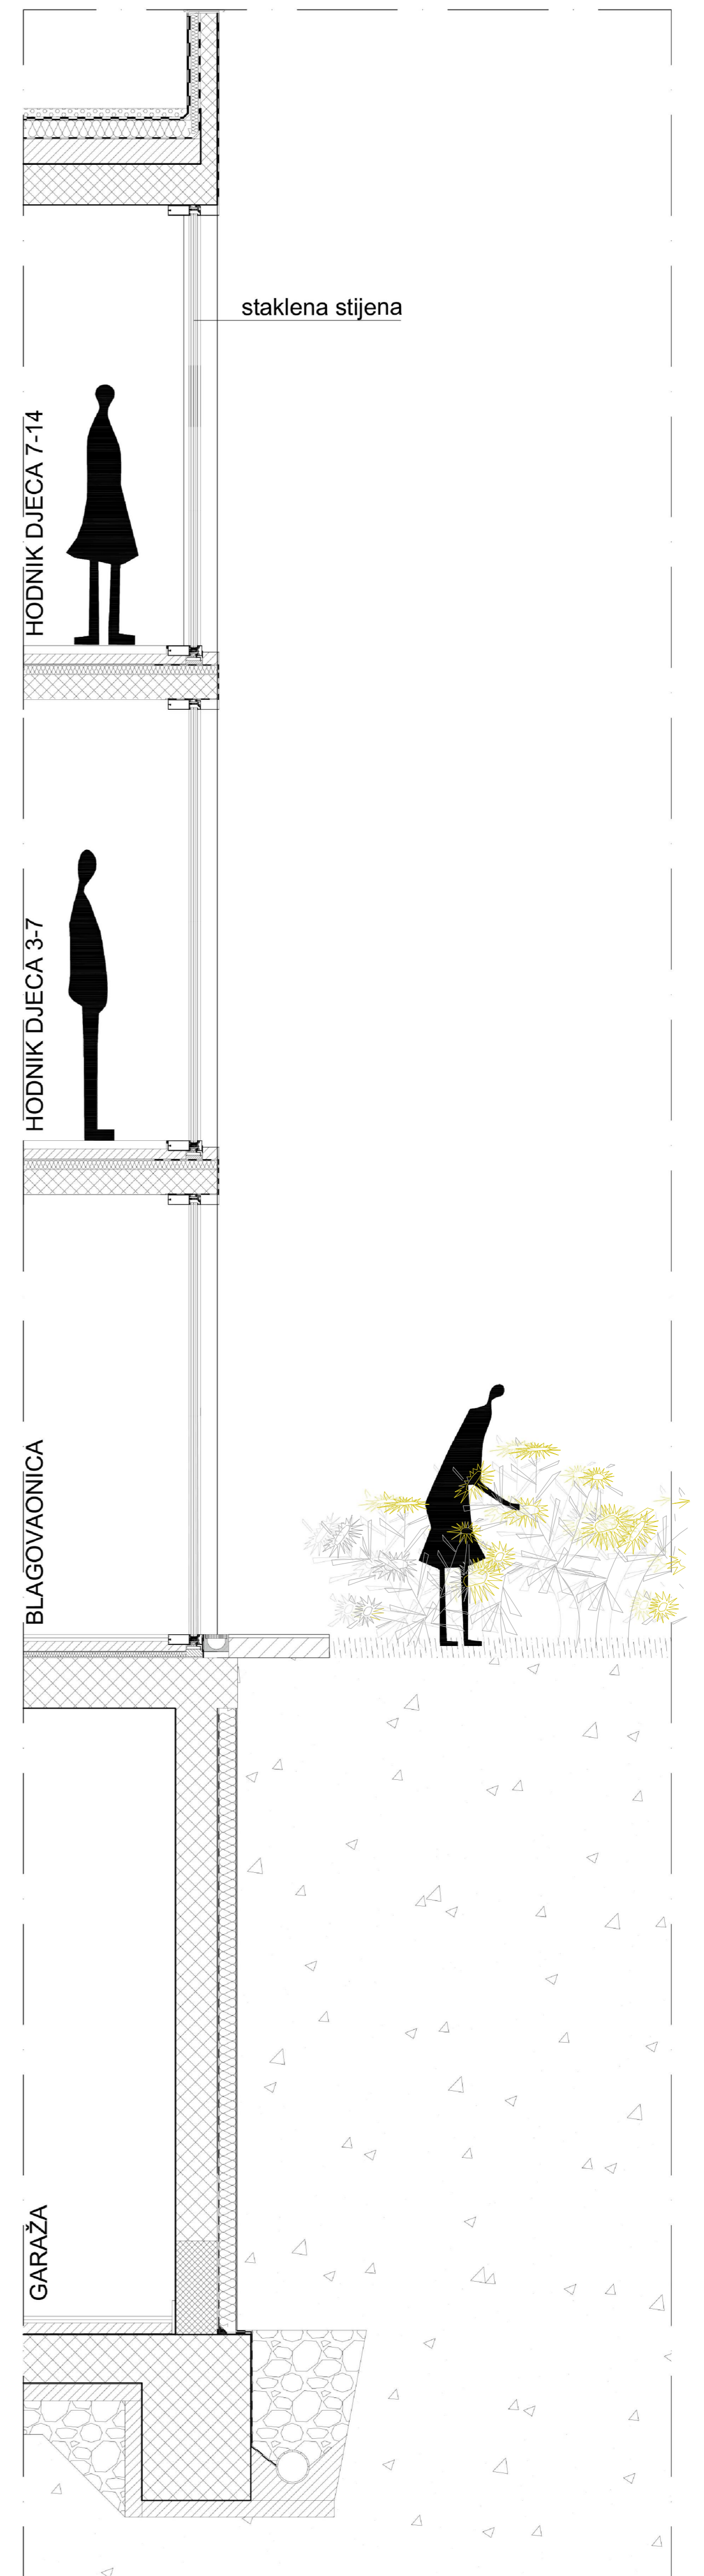 staklena stijena
HODNIK DJECA 7-14
HODNIK DJECA 3-7
BLAGOVAONICA
GARAŽA